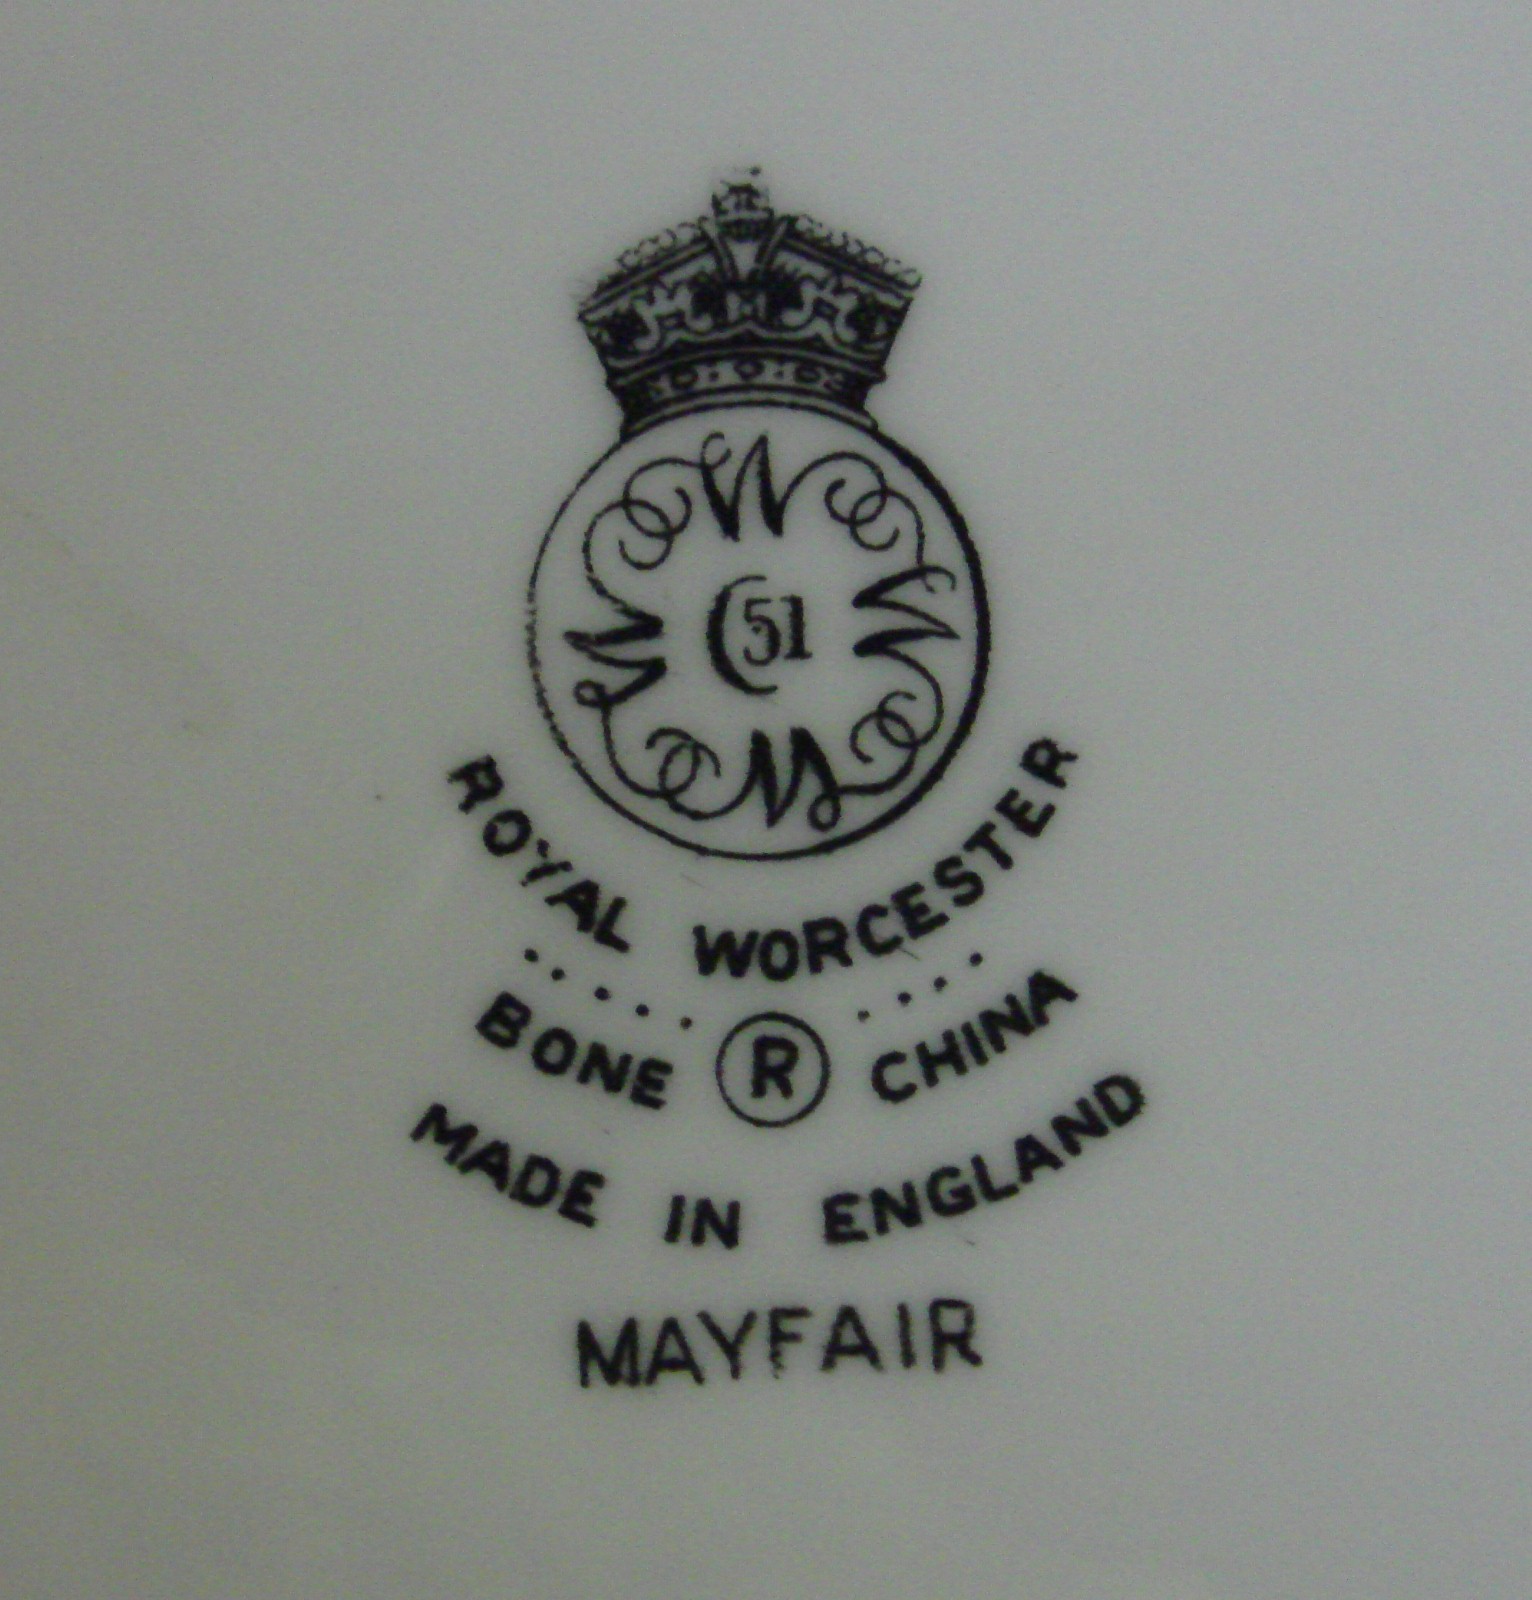 W W W W
C 51
ROYAL WORCESTER
BONE ® CHINA
MADE IN ENGLAND
MAYFAIR